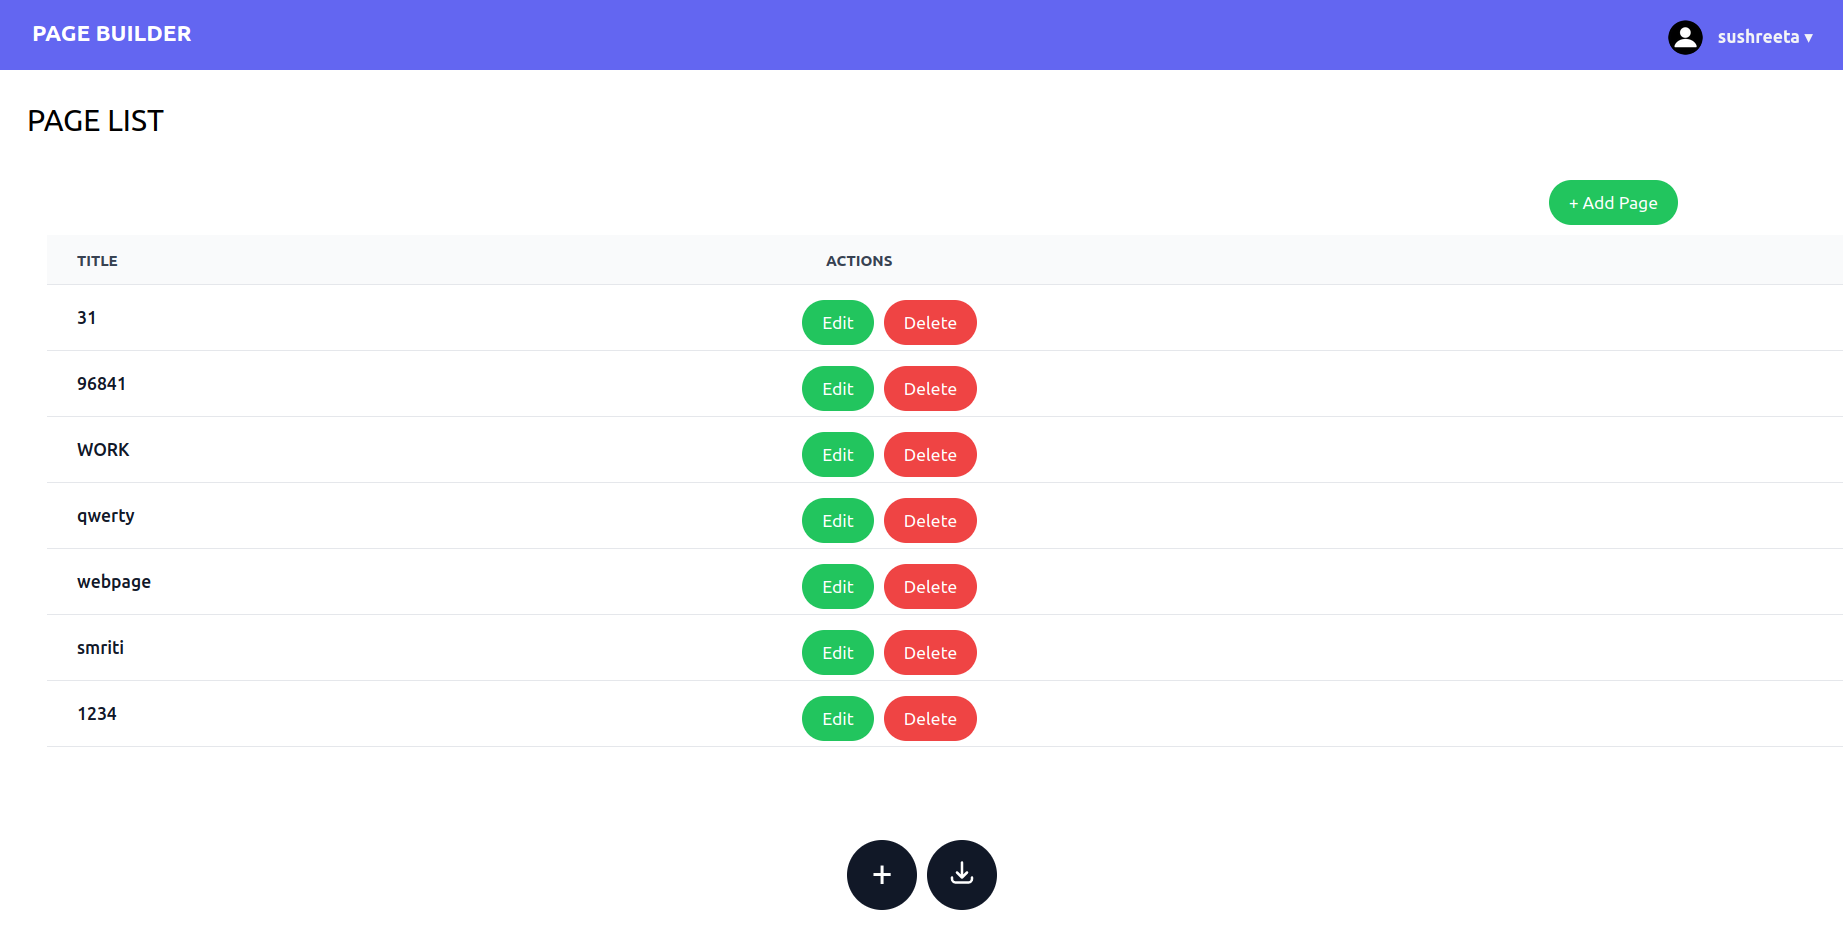 PAGE BUILDER
sushreeta ▾
PAGE LIST
+ Add Page
TITLE ACTIONS
31 Edit Delete
96841 Edit Delete
WORK Edit Delete
qwerty Edit Delete
webpage Edit Delete
smriti Edit Delete
1234 Edit Delete
+